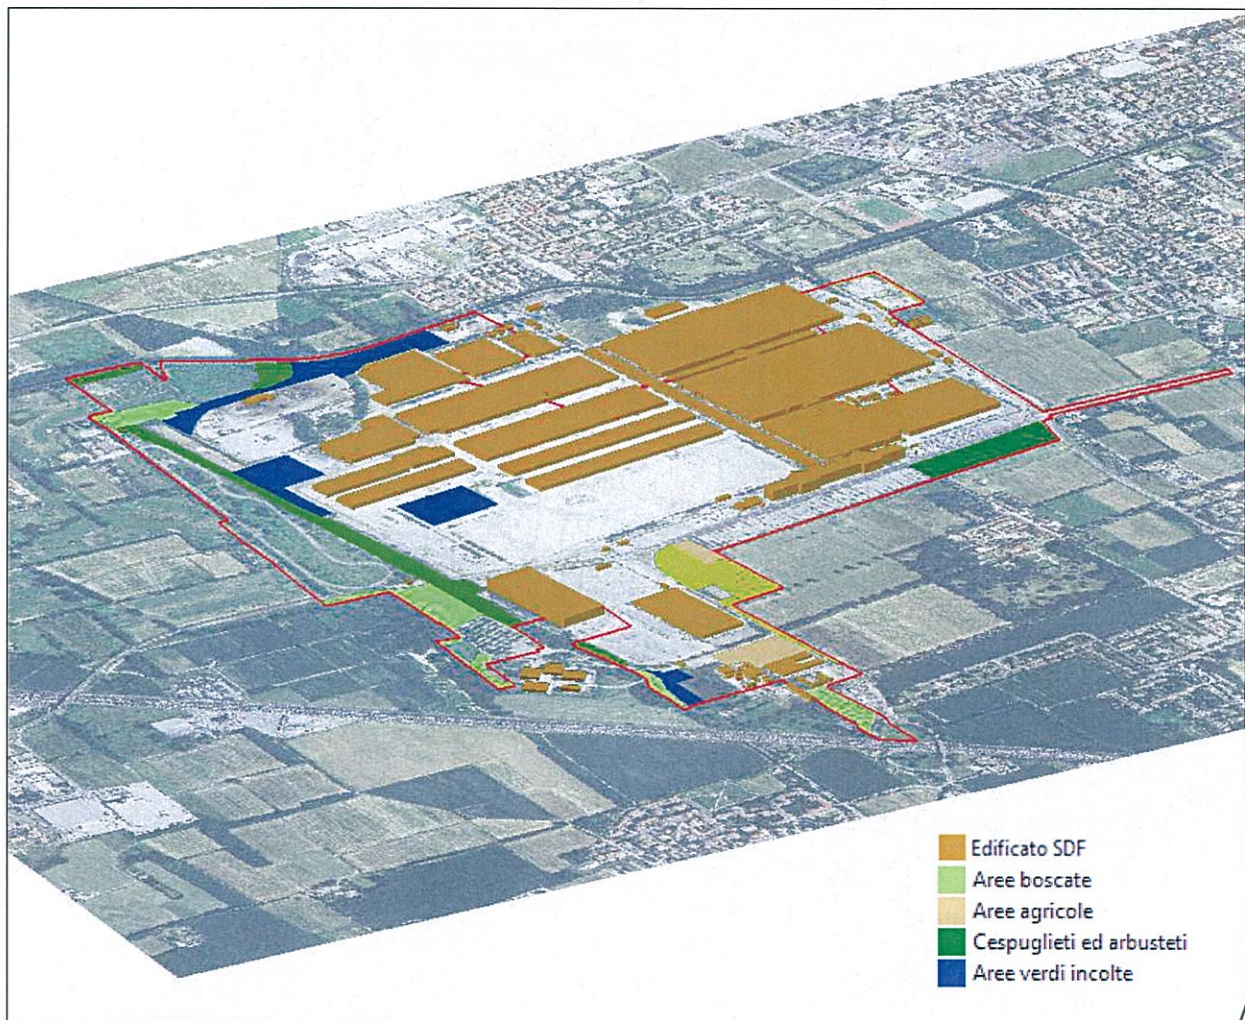 Edificato SDF
Aree boscate
Aree agricole
Cespuglieti ed arbusteti
Aree verdi incolte